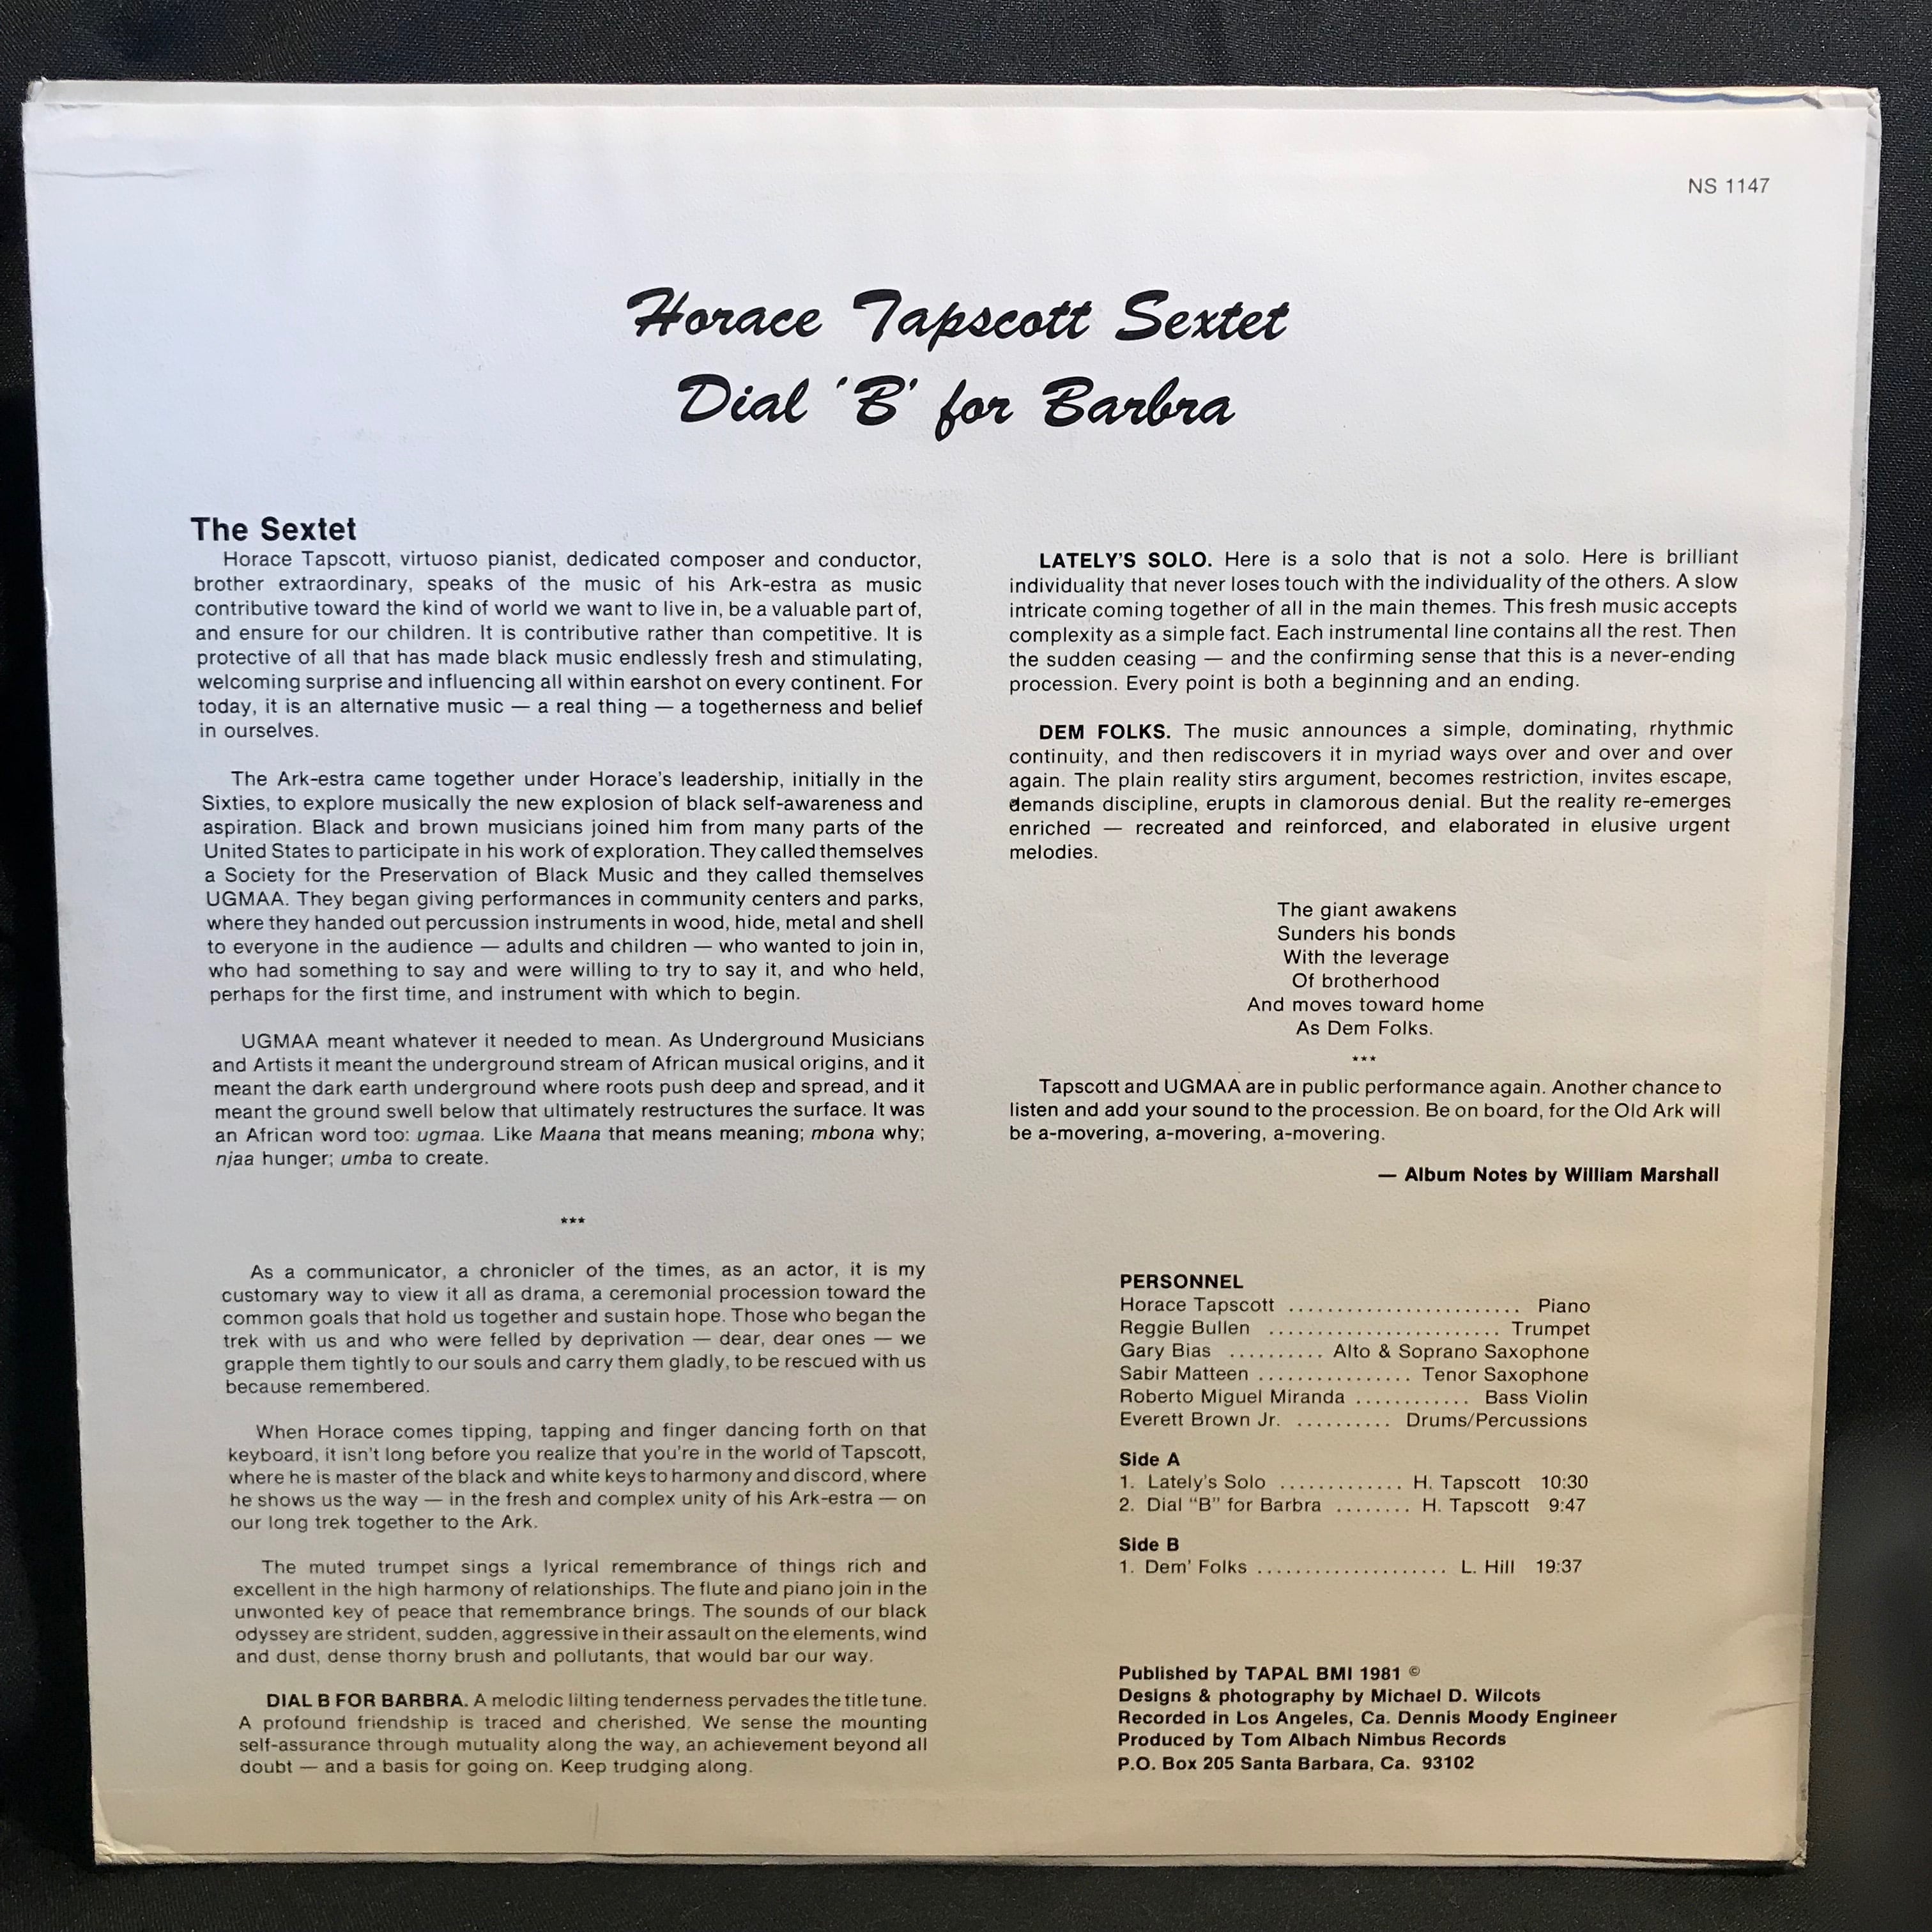 NS 1147
Horace Tapscott Sextet
Dial 'B' for Barbra
The Sextet
Horace Tapscott, virtuoso pianist, dedicated composer and conductor,
brother extraordinary, speaks of the music of his Ark-estra as music
contributive toward the kind of world we want to live in, be a valuable part of,
and ensure for our children. It is contributive rather than competitive. It is
protective of all that has made black music endlessly fresh and stimulating,
welcoming surprise and influencing all within earshot on every continent. For
today, it is an alternative music — a real thing — a togetherness and belief
in ourselves.
The Ark-estra came together under Horace's leadership, initially in the
Sixties, to explore musically the new explosion of black self-awareness and
aspiration. Black and brown musicians joined him from many parts of the
United States to participate in his work of exploration. They called themselves
a Society for the Preservation of Black Music and they called themselves
UGMAA. They began giving performances in community centers and parks,
where they handed out percussion instruments in wood, hide, metal and shell
to everyone in the audience — adults and children — who wanted to join in,
who had something to say and were willing to try to say it, and who held,
perhaps for the first time, and instrument with which to begin.
UGMAA meant whatever it needed to mean. As Underground Musicians
and Artists it meant the underground stream of African musical origins, and it
meant the dark earth underground where roots push deep and spread, and it
meant the ground swell below that ultimately restructures the surface. It was
an African word too: ugmaa. Like Maana that means meaning; mbona why;
njaa hunger; umba to create.
***
As a communicator, a chronicler of the times, as an actor, it is my
customary way to view it all as drama, a ceremonial procession toward the
common goals that hold us together and sustain hope. Those who began the
trek with us and who were felled by deprivation — dear, dear ones — we
grapple them tightly to our souls and carry them gladly, to be rescued with us
because remembered.
When Horace comes tipping, tapping and finger dancing forth on that
keyboard, it isn't long before you realize that you're in the world of Tapscott,
where he is master of the black and white keys to harmony and discord, where
he shows us the way — in the fresh and complex unity of his Ark-estra — on
our long trek together to the Ark.
The muted trumpet sings a lyrical remembrance of things rich and
excellent in the high harmony of relationships. The flute and piano join in the
unwonted key of peace that remembrance brings. The sounds of our black
odyssey are strident, sudden, aggressive in their assault on the elements, wind
and dust, dense thorny brush and pollutants, that would bar our way.
DIAL B FOR BARBRA. A melodic lilting tenderness pervades the title tune.
A profound friendship is traced and cherished. We sense the mounting
self-assurance through mutuality along the way, an achievement beyond all
doubt — and a basis for going on. Keep trudging along.
LATELY'S SOLO. Here is a solo that is not a solo. Here is brilliant
individuality that never loses touch with the individuality of the others. A slow
intricate coming together of all in the main themes. This fresh music accepts
complexity as a simple fact. Each instrumental line contains all the rest. Then
the sudden ceasing — and the confirming sense that this is a never-ending
procession. Every point is both a beginning and an ending.
DEM FOLKS. The music announces a simple, dominating, rhythmic
continuity, and then rediscovers it in myriad ways over and over and over
again. The plain reality stirs argument, becomes restriction, invites escape,
demands discipline, erupts in clamorous denial. But the reality re-emerges
enriched — recreated and reinforced, and elaborated in elusive urgent
melodies.
The giant awakens
Sunders his bonds
With the leverage
Of brotherhood
And moves toward home
As Dem Folks.
***
Tapscott and UGMAA are in public performance again. Another chance to
listen and add your sound to the procession. Be on board, for the Old Ark will
be a-movering, a-movering, a-movering.
— Album Notes by William Marshall
PERSONNEL
Horace Tapscott ........................ Piano
Reggie Bullen ........................ Trumpet
Gary Bias .......... Alto & Soprano Saxophone
Sabir Matteen ................ Tenor Saxophone
Roberto Miguel Miranda ............ Bass Violin
Everett Brown Jr. .......... Drums/Percussions
Side A
1. Lately's Solo ............. H. Tapscott 10:30
2. Dial "B" for Barbra ........ H. Tapscott 9:47
Side B
1. Dem' Folks .................... L. Hill 19:37
Published by TAPAL BMI 1981 ©
Designs & photography by Michael D. Wilcots
Recorded in Los Angeles, Ca. Dennis Moody Engineer
Produced by Tom Albach Nimbus Records
P.O. Box 205 Santa Barbara, Ca. 93102